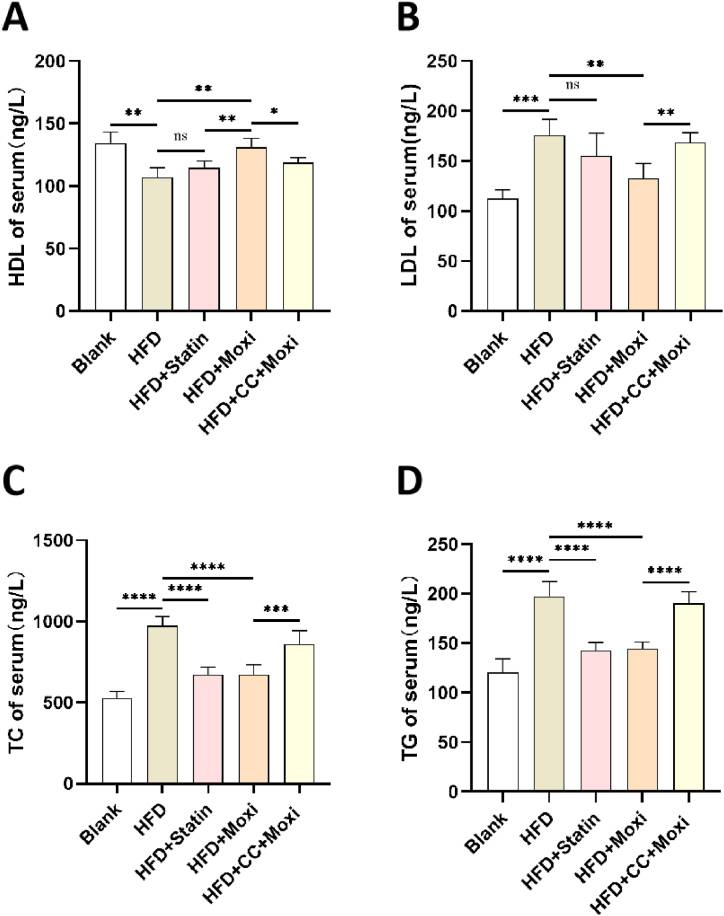 A
HDL of serum(ng/L)
200
150
100
50
0
**
**
ns
**
*
Blank
HFD
HFD+Statin
HFD+Moxi
HFD+CC+Moxi
B
LDL of serum(ng/L)
250
200
150
100
50
0
**
***
ns
**
Blank
HFD
HFD+Statin
HFD+Moxi
HFD+CC+Moxi
C
TC of serum(ng/L)
1500
1000
500
0
****
****
****
***
Blank
HFD
HFD+Statin
HFD+Moxi
HFD+CC+Moxi
D
TG of serum(ng/L)
250
200
150
100
50
0
****
****
****
****
Blank
HFD
HFD+Statin
HFD+Moxi
HFD+CC+Moxi